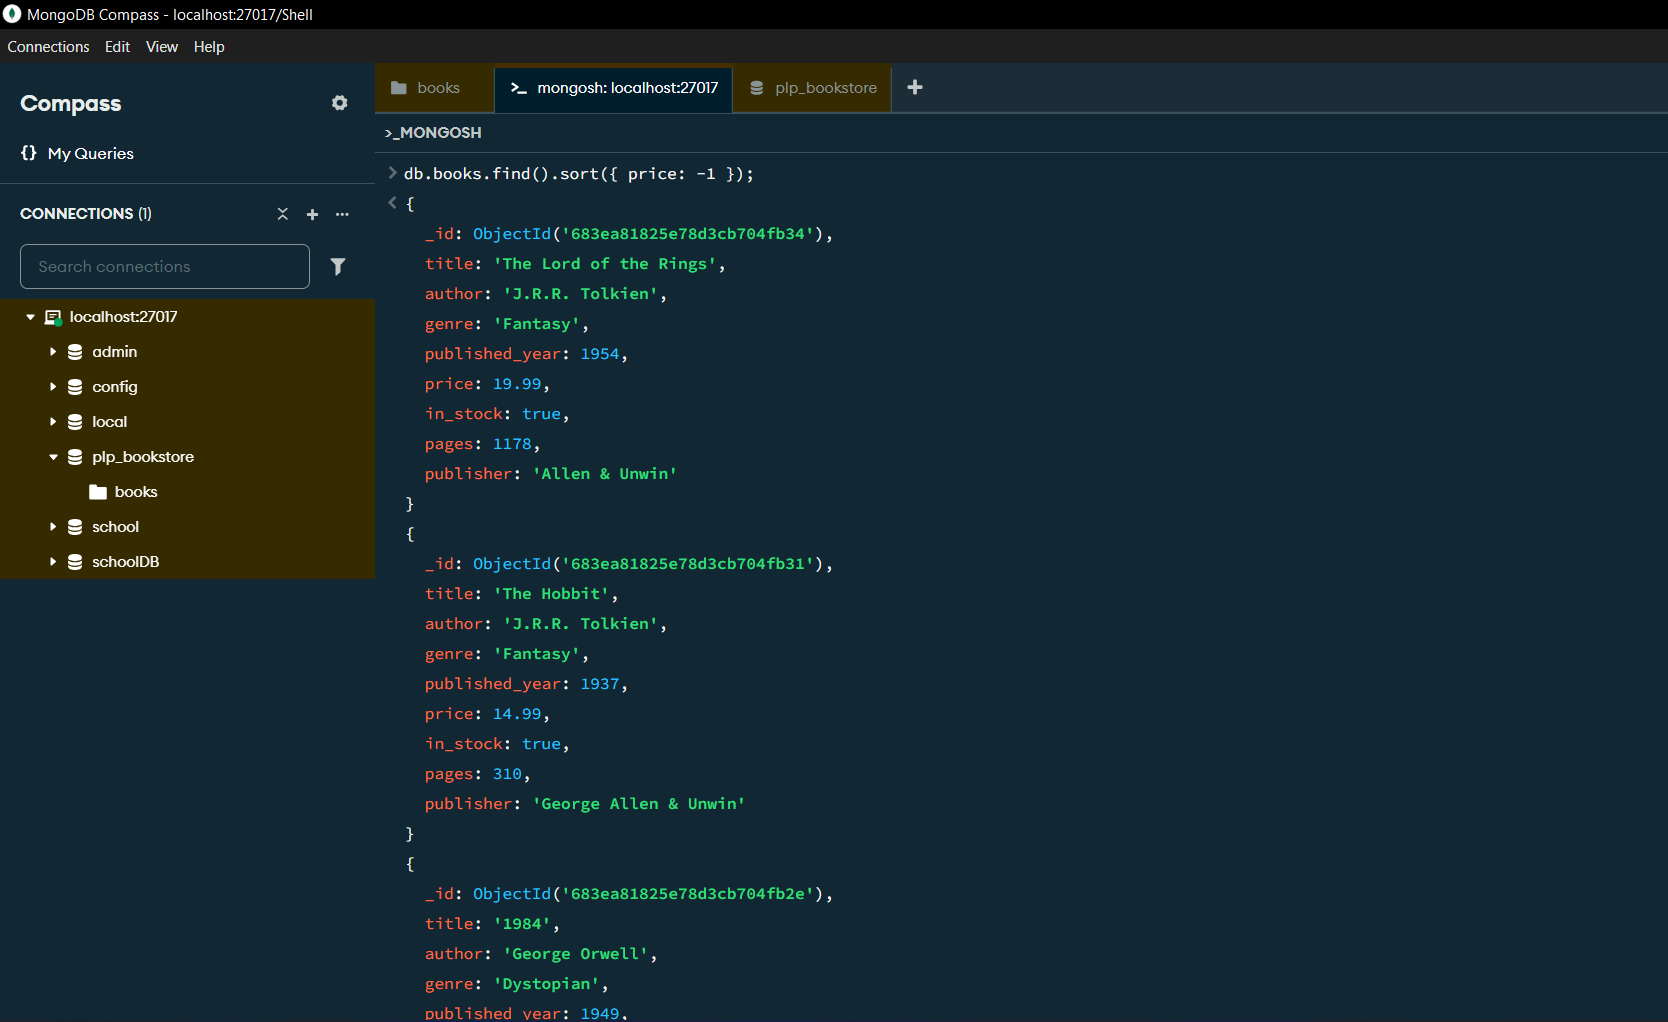 MongoDB Compass - localhost:27017/Shell
Connections Edit View Help
Compass
{} My Queries
CONNECTIONS (1)
Search connections
localhost:27017
admin
config
local
plp_bookstore
books
school
schoolDB
books >_ mongosh: localhost:27017 plp_bookstore +
>_MONGOSH
> db.books.find().sort({ price: -1 });
< {
_id: ObjectId('683ea81825e78d3cb704fb34'),
title: 'The Lord of the Rings',
author: 'J.R.R. Tolkien',
genre: 'Fantasy',
published_year: 1954,
price: 19.99,
in_stock: true,
pages: 1178,
publisher: 'Allen & Unwin'
}
{
_id: ObjectId('683ea81825e78d3cb704fb31'),
title: 'The Hobbit',
author: 'J.R.R. Tolkien',
genre: 'Fantasy',
published_year: 1937,
price: 14.99,
in_stock: true,
pages: 310,
publisher: 'George Allen & Unwin'
}
{
_id: ObjectId('683ea81825e78d3cb704fb2e'),
title: '1984',
author: 'George Orwell',
genre: 'Dystopian',
published_year: 1949,